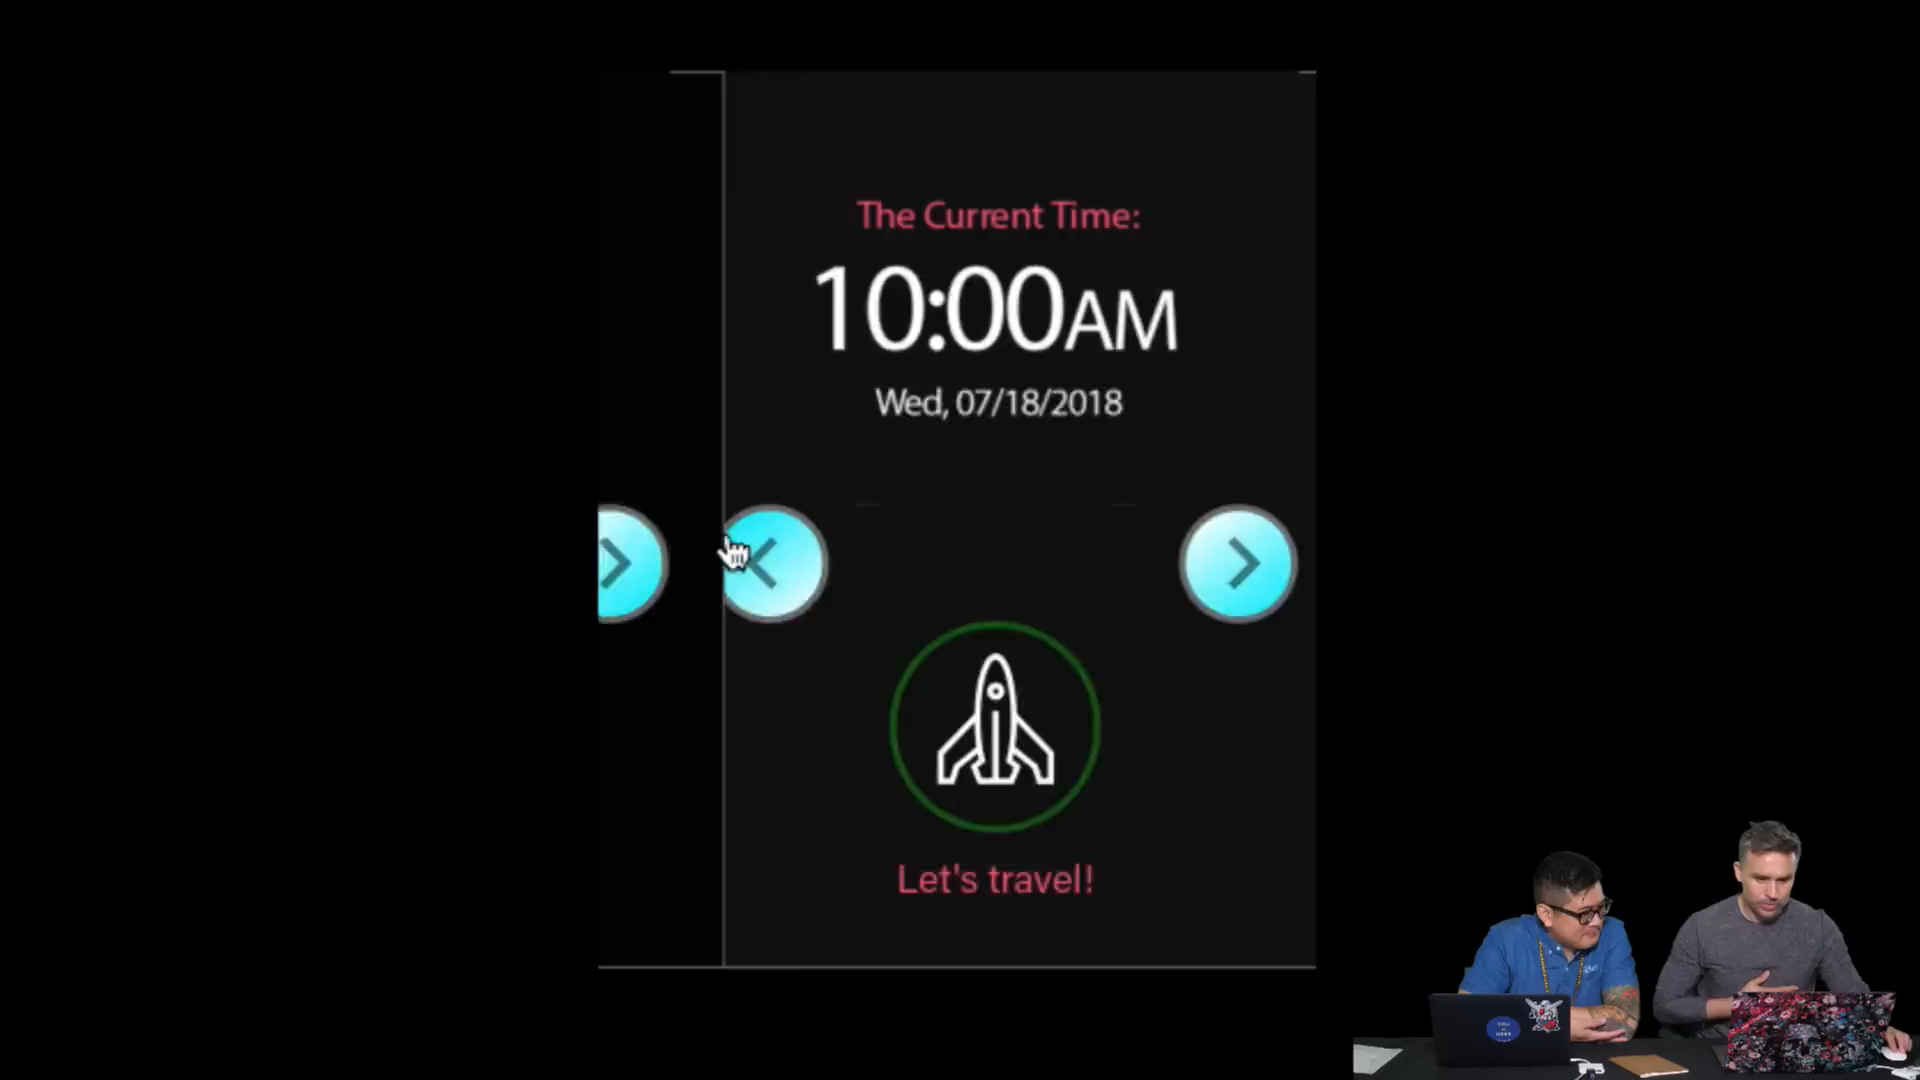 The Current Time:
10:00AM
Wed, 07/18/2018
Let's travel!